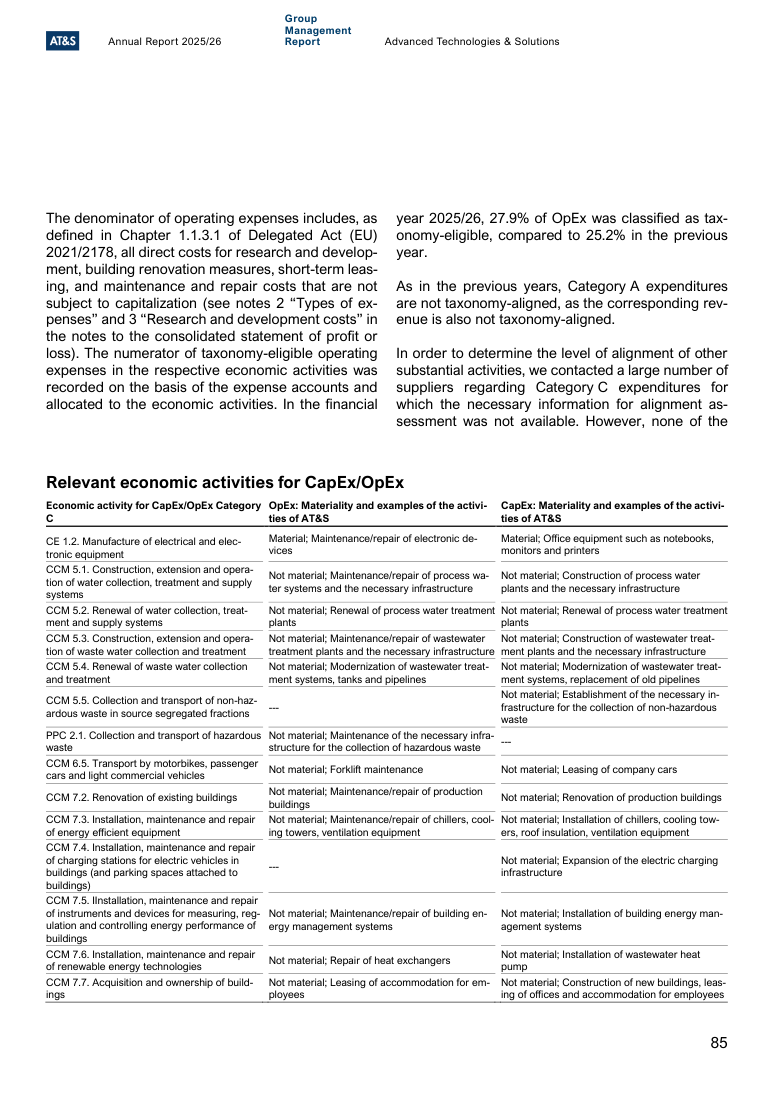 Group
Management
Report
AT&S
Annual Report 2025/26
Advanced Technologies & Solutions
The denominator of operating expenses includes, as
defined in Chapter 1.1.3.1 of Delegated Act (EU)
2021/2178, all direct costs for research and develop-
ment, building renovation measures, short-term leas-
ing, and maintenance and repair costs that are not
subject to capitalization (see notes 2 “Types of ex-
penses” and 3 “Research and development costs” in
the notes to the consolidated statement of profit or
loss). The numerator of taxonomy-eligible operating
expenses in the respective economic activities was
recorded on the basis of the expense accounts and
allocated to the economic activities. In the financial
year 2025/26, 27.9% of OpEx was classified as tax-
onomy-eligible, compared to 25.2% in the previous
year.
As in the previous years, Category A expenditures
are not taxonomy-aligned, as the corresponding rev-
enue is also not taxonomy-aligned.
In order to determine the level of alignment of other
substantial activities, we contacted a large number of
suppliers regarding Category C expenditures for
which the necessary information for alignment as-
sessment was not available. However, none of the
Relevant economic activities for CapEx/OpEx
Economic activity for CapEx/OpEx Category
C
OpEx: Materiality and examples of the activi-
ties of AT&S
CapEx: Materiality and examples of the activi-
ties of AT&S
CE 1.2. Manufacture of electrical and elec-
tronic equipment
Material; Maintenance/repair of electronic de-
vices
Material; Office equipment such as notebooks,
monitors and printers
CCM 5.1. Construction, extension and opera-
tion of water collection, treatment and supply
systems
Not material; Maintenance/repair of process wa-
ter systems and the necessary infrastructure
Not material; Construction of process water
plants and the necessary infrastructure
CCM 5.2. Renewal of water collection, treat-
ment and supply systems
Not material; Renewal of process water treatment
plants
Not material; Renewal of process water treatment
plants
CCM 5.3. Construction, extension and opera-
tion of waste water collection and treatment
Not material; Maintenance/repair of wastewater
treatment plants and the necessary infrastructure
Not material; Construction of wastewater treat-
ment plants and the necessary infrastructure
CCM 5.4. Renewal of waste water collection
and treatment
Not material; Modernization of wastewater treat-
ment systems, tanks and pipelines
Not material; Modernization of wastewater treat-
ment systems, replacement of old pipelines
CCM 5.5. Collection and transport of non-haz-
ardous waste in source segregated fractions
---
Not material; Establishment of the necessary in-
frastructure for the collection of non-hazardous
waste
PPC 2.1. Collection and transport of hazardous
waste
Not material; Maintenance of the necessary infra-
structure for the collection of hazardous waste
---
CCM 6.5. Transport by motorbikes, passenger
cars and light commercial vehicles
Not material; Forklift maintenance
Not material; Leasing of company cars
CCM 7.2. Renovation of existing buildings
Not material; Maintenance/repair of production
buildings
Not material; Renovation of production buildings
CCM 7.3. Installation, maintenance and repair
of energy efficient equipment
Not material; Maintenance/repair of chillers, cool-
ing towers, ventilation equipment
Not material; Installation of chillers, cooling tow-
ers, roof insulation, ventilation equipment
CCM 7.4. Installation, maintenance and repair
of charging stations for electric vehicles in
buildings (and parking spaces attached to
buildings)
---
Not material; Expansion of the electric charging
infrastructure
CCM 7.5. IInstallation, maintenance and repair
of instruments and devices for measuring, reg-
ulation and controlling energy performance of
buildings
Not material; Maintenance/repair of building en-
ergy management systems
Not material; Installation of building energy man-
agement systems
CCM 7.6. Installation, maintenance and repair
of renewable energy technologies
Not material; Repair of heat exchangers
Not material; Installation of wastewater heat
pump
CCM 7.7. Acquisition and ownership of build-
ings
Not material; Leasing of accommodation for em-
ployees
Not material; Construction of new buildings, leas-
ing of offices and accommodation for employees
85